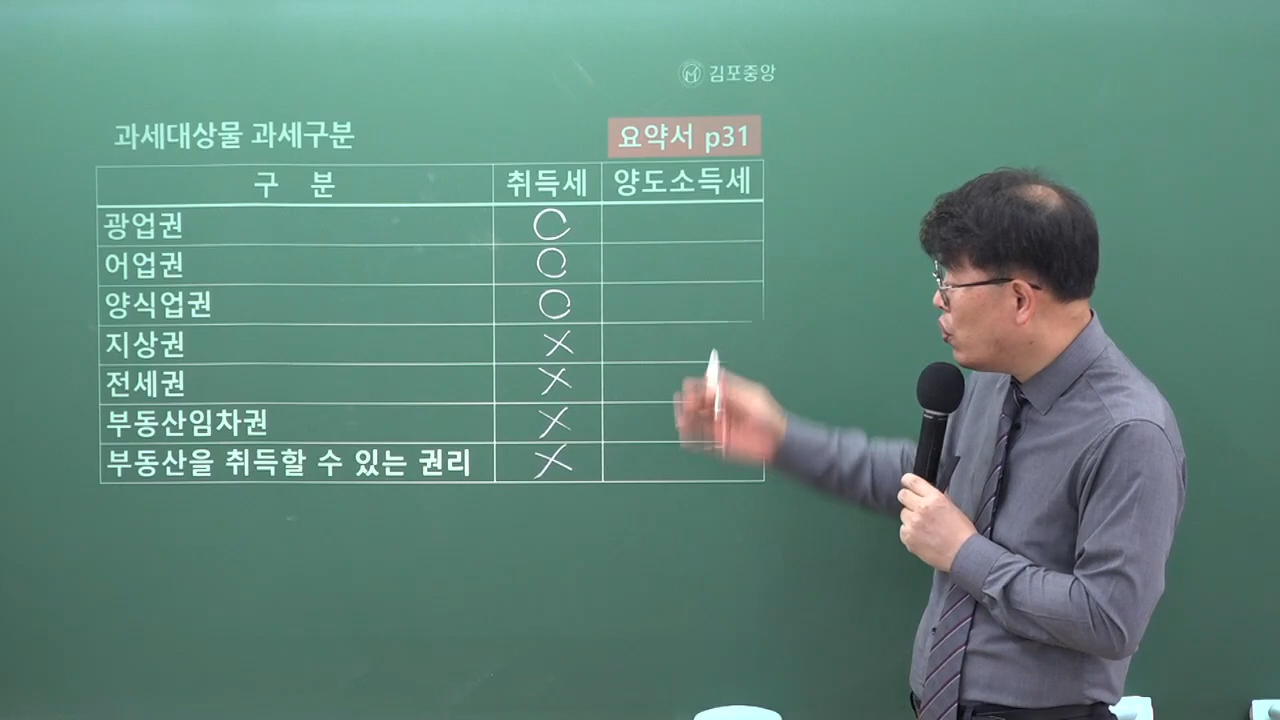 김포중앙
과세대상물 과세구분 요약서 p31
구 분 취득세 양도소득세
광업권 O
어업권 O
양식업권 O
지상권 X
전세권 X
부동산임차권 X
부동산을 취득할 수 있는 권리 X